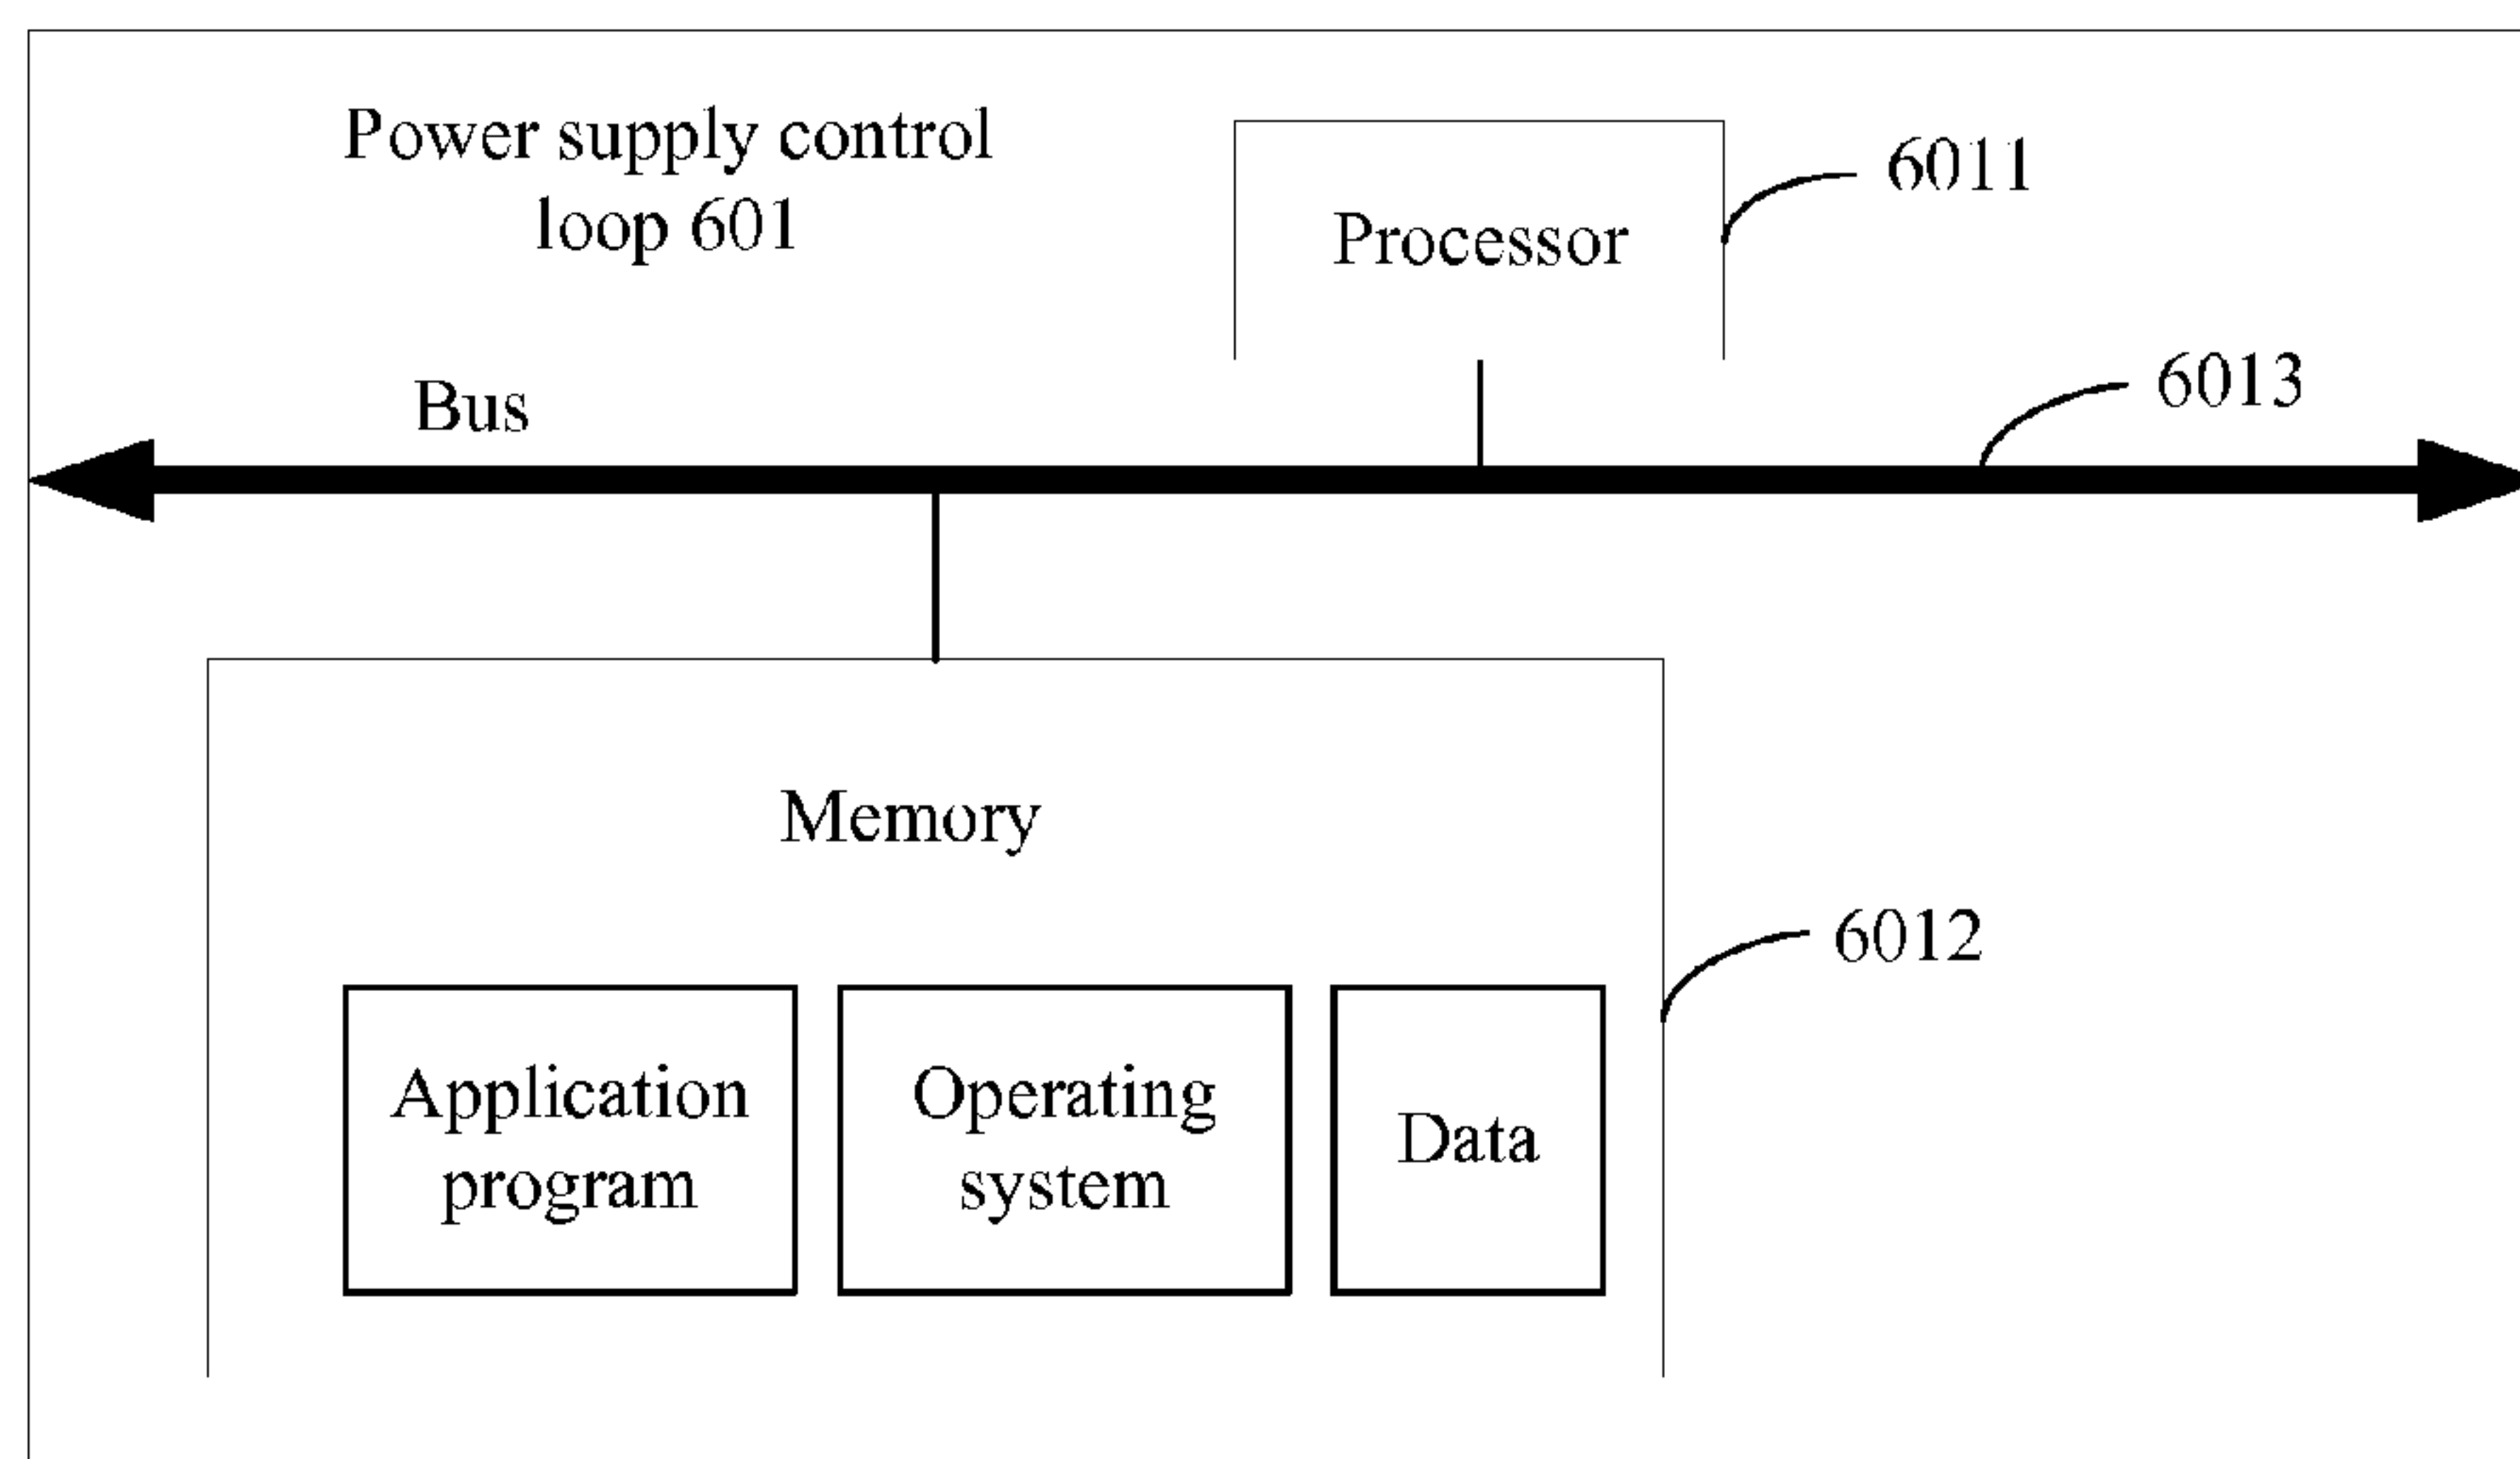 Power supply control
loop 601
Processor
6011
Bus
6013
Memory
6012
Application
program
Operating
system
Data